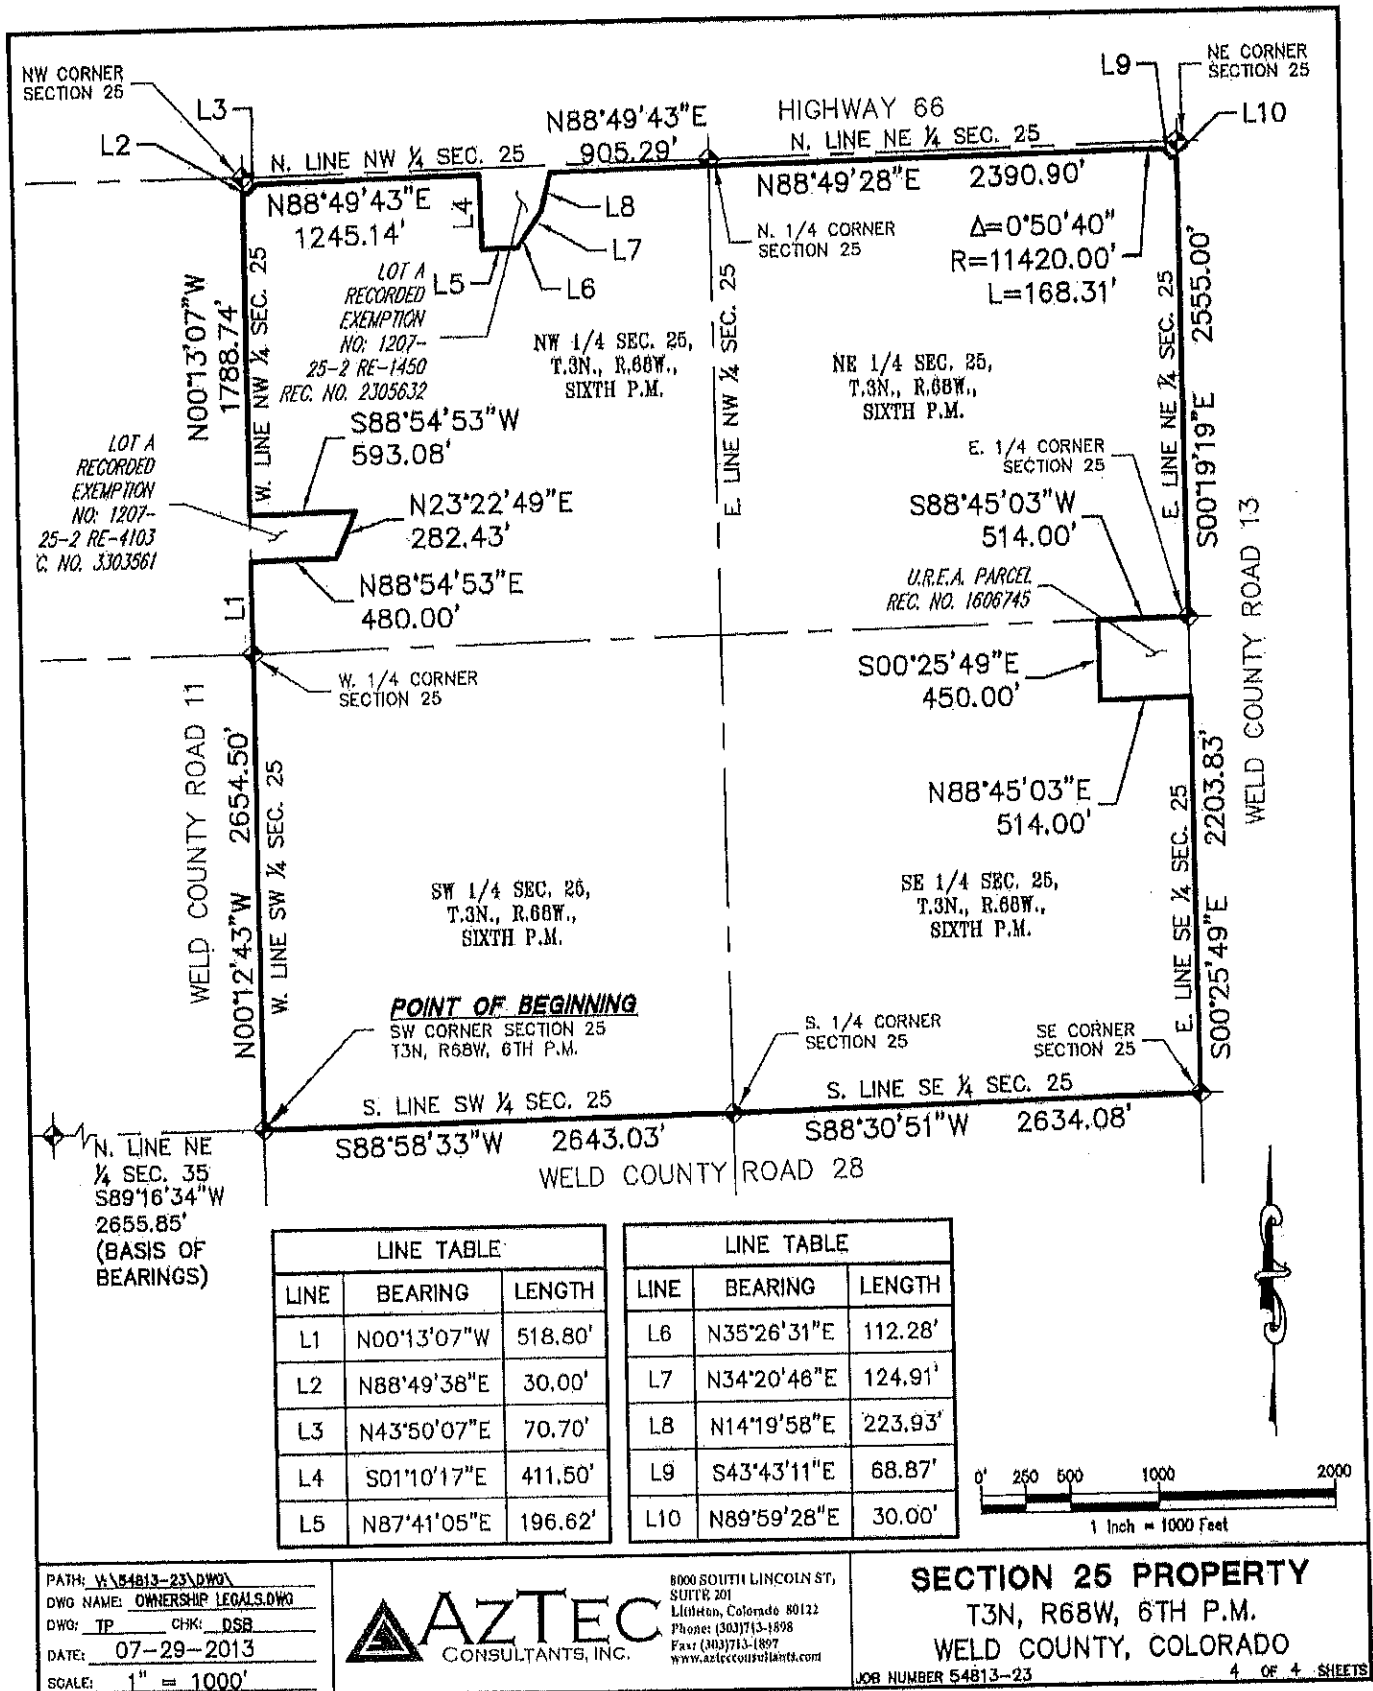 NW CORNER
SECTION 25
L3
L2
N. LINE NW ¼ SEC. 25
N88°49'43"E
1245.14'
L4
N88°49'43"E
905.29'
HIGHWAY 66
N. LINE NE ¼ SEC. 25
N88°49'28"E 2390.90'
L9
NE CORNER
SECTION 25
L10
L8
L7
L6
L5
N. 1/4 CORNER
SECTION 25
Δ=0°50'40"
R=11420.00'
L=168.31'
N00°13'07"W
1788.74'
W. LINE NW ¼ SEC. 25
LOT A
RECORDED
EXEMPTION
NO: 1207-
25-2 RE-1450
REC. NO. 2305632
NW 1/4 SEC. 25,
T.3N., R.68W.,
SIXTH P.M.
E. LINE NW ¼ SEC. 25
NE 1/4 SEC. 25,
T.3N., R.68W.,
SIXTH P.M.
E. LINE NE ¼ SEC. 25
S00°19'19"E 2555.00'
S88°54'53"W
593.08'
LOT A
RECORDED
EXEMPTION
NO: 1207-
25-2 RE-4103
C. NO. 3303561
N23°22'49"E
282.43'
N88°54'53"E
480.00'
L1
E. 1/4 CORNER
SECTION 25
S88°45'03"W
514.00'
U.R.E.A. PARCEL
REC. NO. 1606745
WELD COUNTY ROAD 13
W. 1/4 CORNER
SECTION 25
S00°25'49"E
450.00'
N88°45'03"E
514.00'
WELD COUNTY ROAD 11
N00°12'43"W 2654.50'
W. LINE SW ¼ SEC. 25
SW 1/4 SEC. 25,
T.3N., R.68W.,
SIXTH P.M.
SE 1/4 SEC. 25,
T.3N., R.68W.,
SIXTH P.M.
E. LINE SE ¼ SEC. 25
S00°25'49"E 2203.83'
POINT OF BEGINNING
SW CORNER SECTION 25
T3N, R68W, 6TH P.M.
S. 1/4 CORNER
SECTION 25
SE CORNER
SECTION 25
S. LINE SW ¼ SEC. 25
S. LINE SE ¼ SEC. 25
S88°58'33"W 2643.03'
S88°30'51"W 2634.08'
WELD COUNTY ROAD 28
N. LINE NE
¼ SEC. 35
S89°16'34"W
2655.85'
(BASIS OF
BEARINGS)
LINE TABLE
LINE BEARING LENGTH
L1 N00°13'07"W 518.80'
L2 N88°49'38"E 30.00'
L3 N43°50'07"E 70.70'
L4 S01°10'17"E 411.50'
L5 N87°41'05"E 196.62'
LINE TABLE
LINE BEARING LENGTH
L6 N35°26'31"E 112.28'
L7 N34°20'46"E 124.91'
L8 N14°19'58"E 223.93'
L9 S43°43'11"E 68.87'
L10 N89°59'28"E 30.00'
0' 250 500 1000 2000
1 Inch = 1000 Feet
PATH: V:\54813-23\DWG\
DWG NAME: OWNERSHIP LEGALS.DWG
DWG: TP CHK: DSB
DATE: 07-29-2013
SCALE: 1" = 1000'
AZTEC
CONSULTANTS, INC.
8000 SOUTH LINCOLN ST,
SUITE 201
Littleton, Colorado 80122
Phone: (303)713-1898
Fax: (303)713-1897
www.aztecconsultants.com
SECTION 25 PROPERTY
T3N, R68W, 6TH P.M.
WELD COUNTY, COLORADO
JOB NUMBER 54813-23 4 OF 4 SHEETS